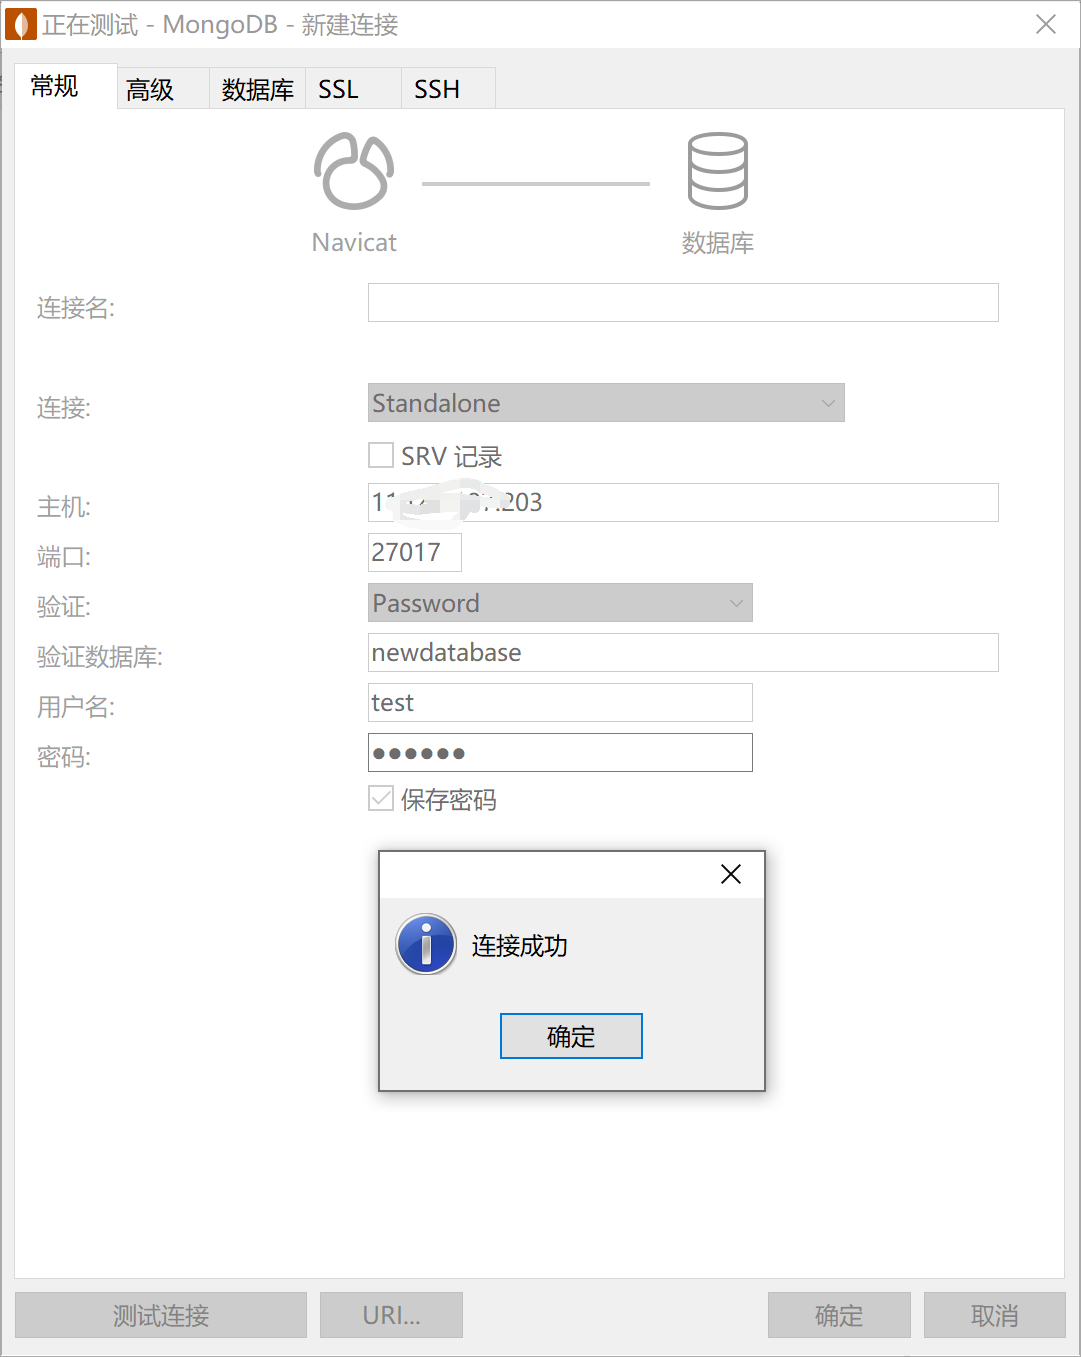 正在测试 - MongoDB - 新建连接
常规 高级 数据库 SSL SSH
Navicat 数据库
连接名:
连接: Standalone
SRV 记录
主机: .203
端口: 27017
验证: Password
验证数据库: newdatabase
用户名: test
密码: ●●●●●●
保存密码
连接成功
确定
测试连接 URI... 确定 取消